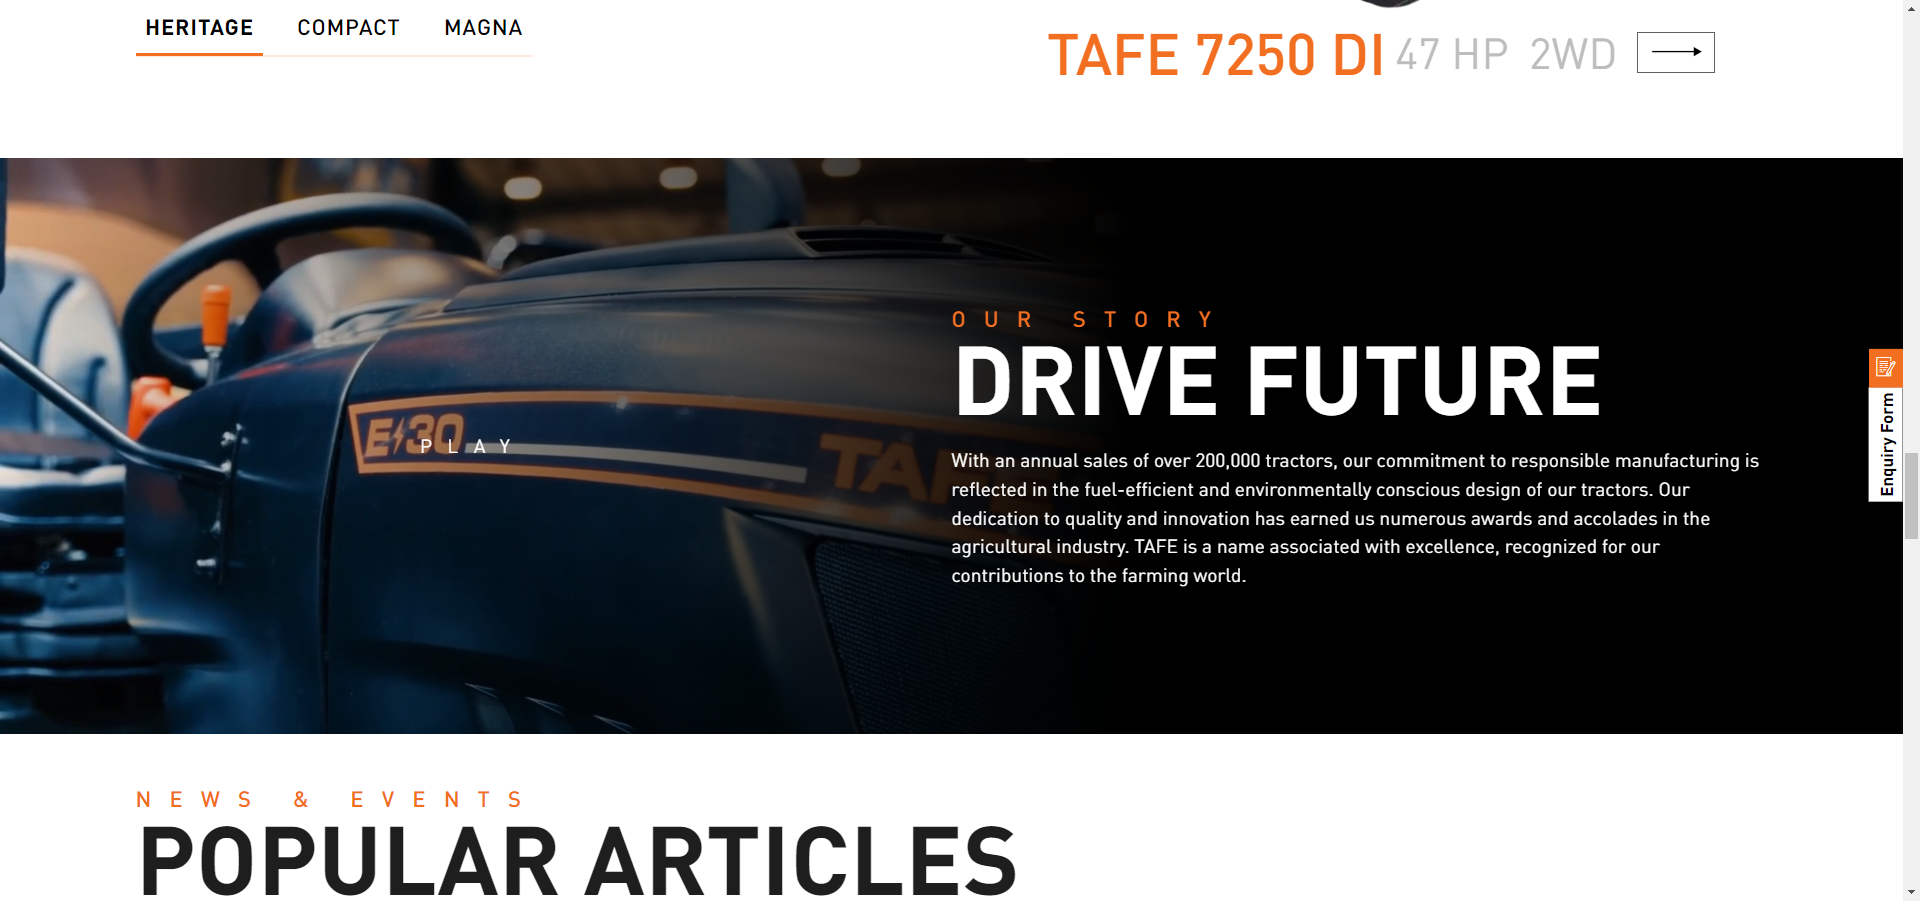 HERITAGE COMPACT MAGNA
TAFE 7250 DI 47 HP 2WD
OUR STORY
DRIVE FUTURE
E30
PLAY
With an annual sales of over 200,000 tractors, our commitment to responsible manufacturing is
reflected in the fuel-efficient and environmentally conscious design of our tractors. Our
dedication to quality and innovation has earned us numerous awards and accolades in the
agricultural industry. TAFE is a name associated with excellence, recognized for our
contributions to the farming world.
Enquiry Form
NEWS & EVENTS
POPULAR ARTICLES